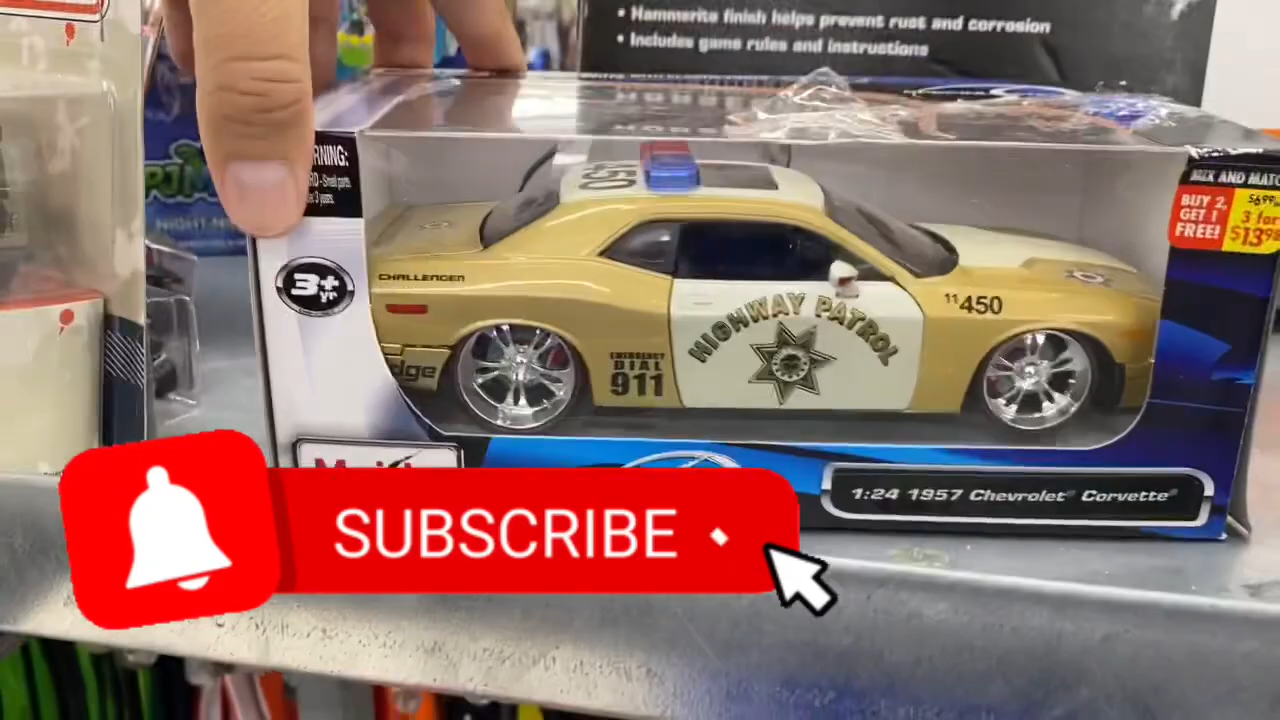 • Hammerite finish helps prevent rust and corrosion
• Includes game rules and instructions
MIX AND MATC
BUY 2,
GET 1
FREE!
3 for
$13.98
3+
yr
450
CHALLENGER
11450
HIGHWAY PATROL
EMERGENCY
DIAL
911
dge
1:24 1957 Chevrolet® Corvette®
SUBSCRIBE